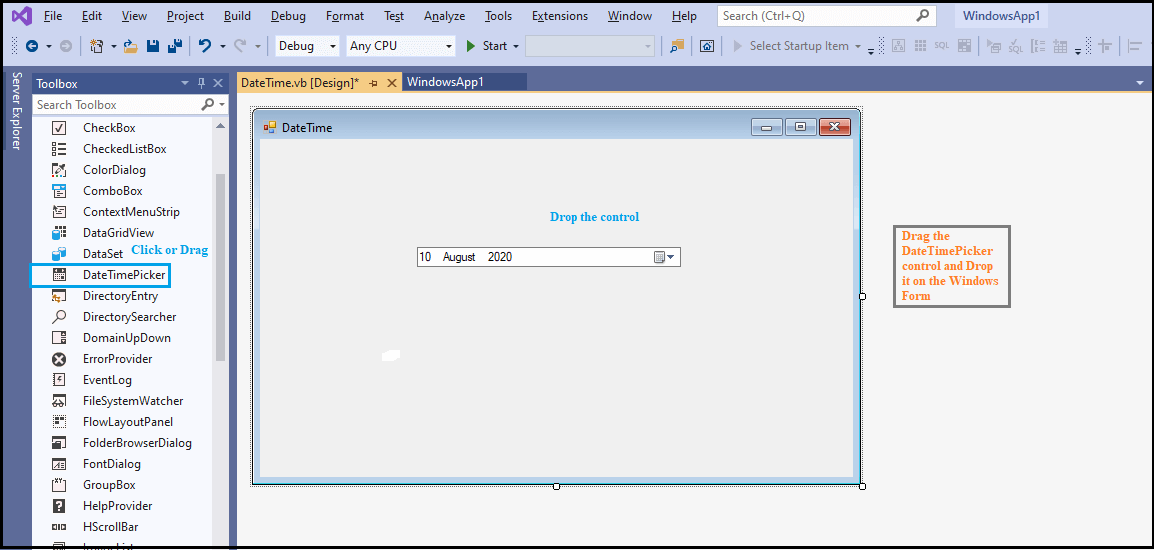 File Edit View Project Build Debug Format Test Analyze Tools Extensions Window Help Search (Ctrl+Q) WindowsApp1
Debug Any CPU Start Select Startup Item
Server Explorer
Toolbox
Search Toolbox
CheckBox
CheckedListBox
ColorDialog
ComboBox
ContextMenuStrip
DataGridView
DataSet
Click or Drag
DateTimePicker
DirectoryEntry
DirectorySearcher
DomainUpDown
ErrorProvider
EventLog
FileSystemWatcher
FlowLayoutPanel
FolderBrowserDialog
FontDialog
GroupBox
HelpProvider
HScrollBar
DateTime.vb [Design]* WindowsApp1
DateTime
Drop the control
10 August 2020
Drag the
DateTimePicker
control and Drop
it on the Windows
Form